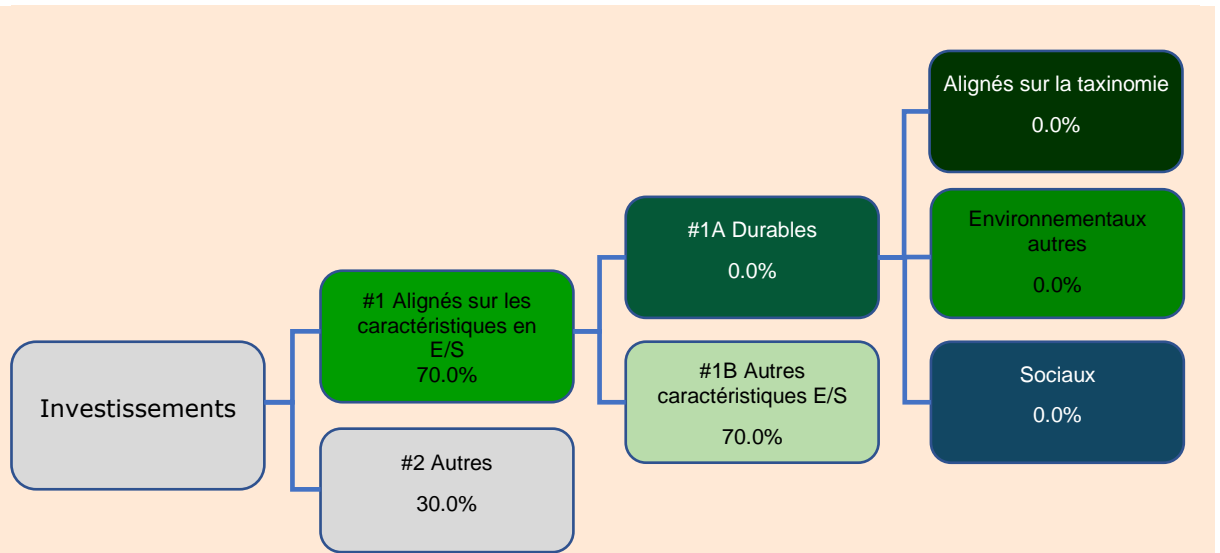 Investissements
#1 Alignés sur les
caractéristiques en
E/S
70.0%
#2 Autres
30.0%
#1A Durables
0.0%
#1B Autres
caractéristiques E/S
70.0%
Alignés sur la taxinomie
0.0%
Environnementaux
autres
0.0%
Sociaux
0.0%